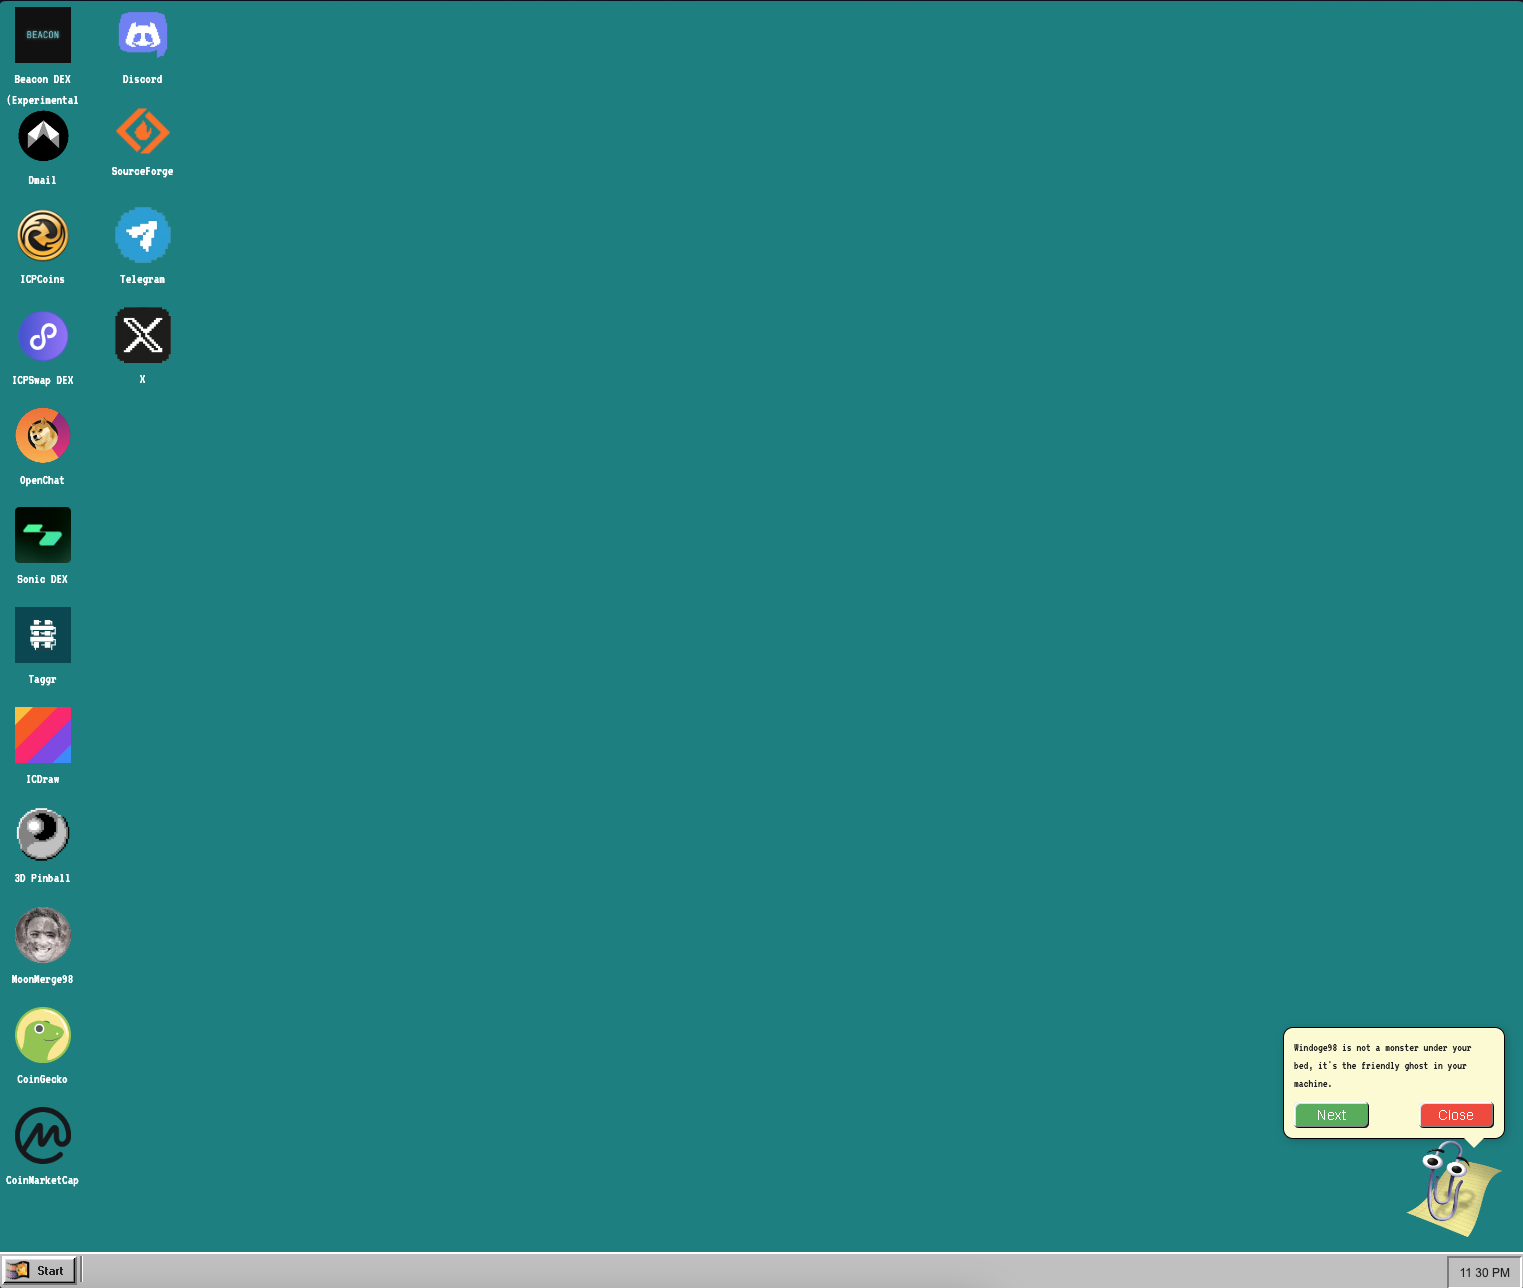 BEACON
Beacon DEX
(Experimental
Dmail
ICPCoins
ICPSwap DEX
OpenChat
Sonic DEX
Taggr
ICDraw
3D Pinball
MoonMerge98
CoinGecko
CoinMarketCap
Discord
SourceForge
Telegram
X
Windoge98 is not a monster under your
bed, it's the friendly ghost in your
machine.
Next
Close
Start
11 30 PM